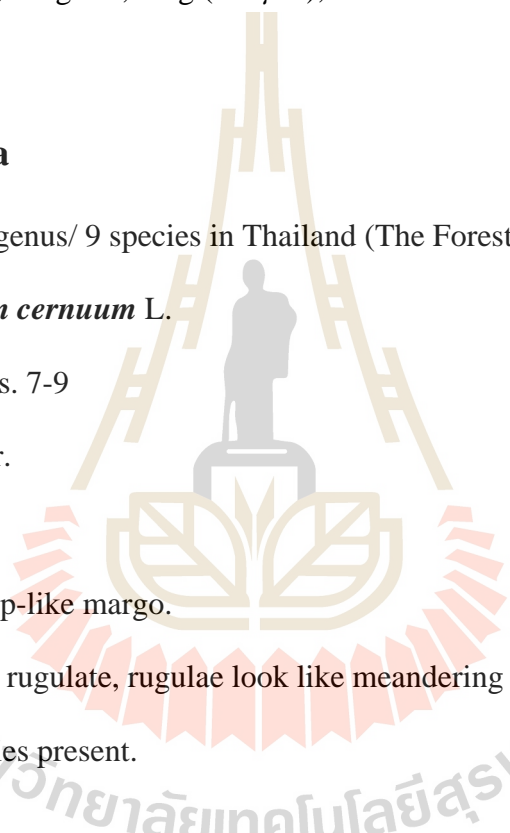 a
genus/ 9 species in Thailand (The Forest
n cernuum L.
s. 7-9
r.
p-like margo.
rugulate, rugulae look like meandering
les present.
วิทยาลัยเทคโนโลยีสุร